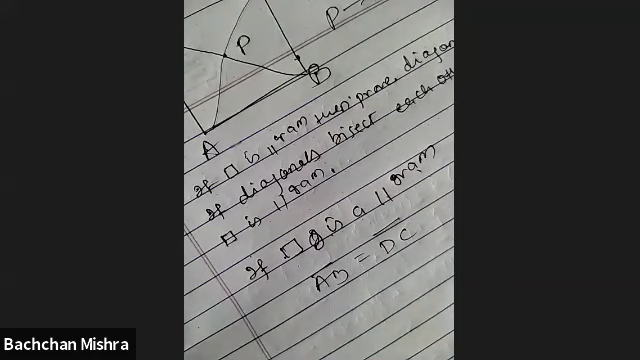 P
P
B
A
If □ is ||gram then prove diagonals
If diagonals bisect each oth
□ is ||gram.
If □ is a ||gram
AB = DC
Bachchan Mishra